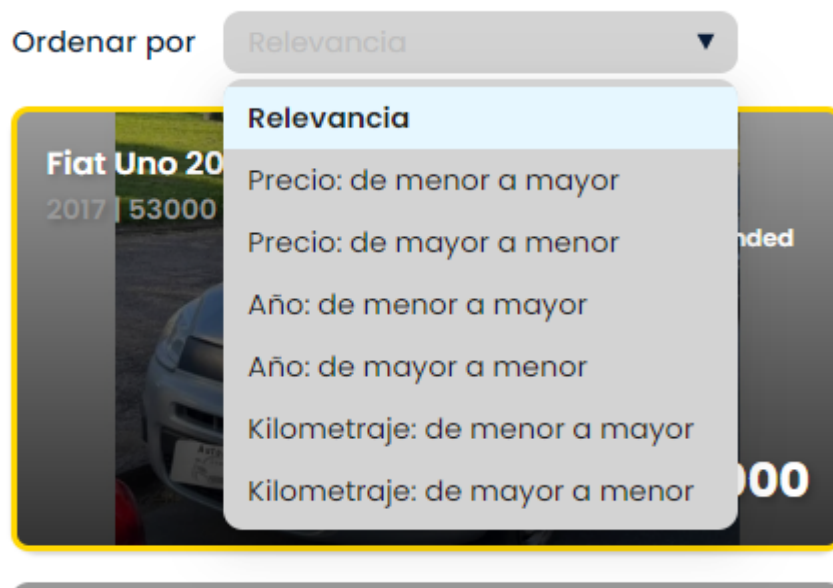 Ordenar por
Relevancia
Relevancia
Precio: de menor a mayor
Precio: de mayor a menor
Año: de menor a mayor
Año: de mayor a menor
Kilometraje: de menor a mayor
Kilometraje: de mayor a menor
Fiat Uno 20
2017 | 53000
nded
000